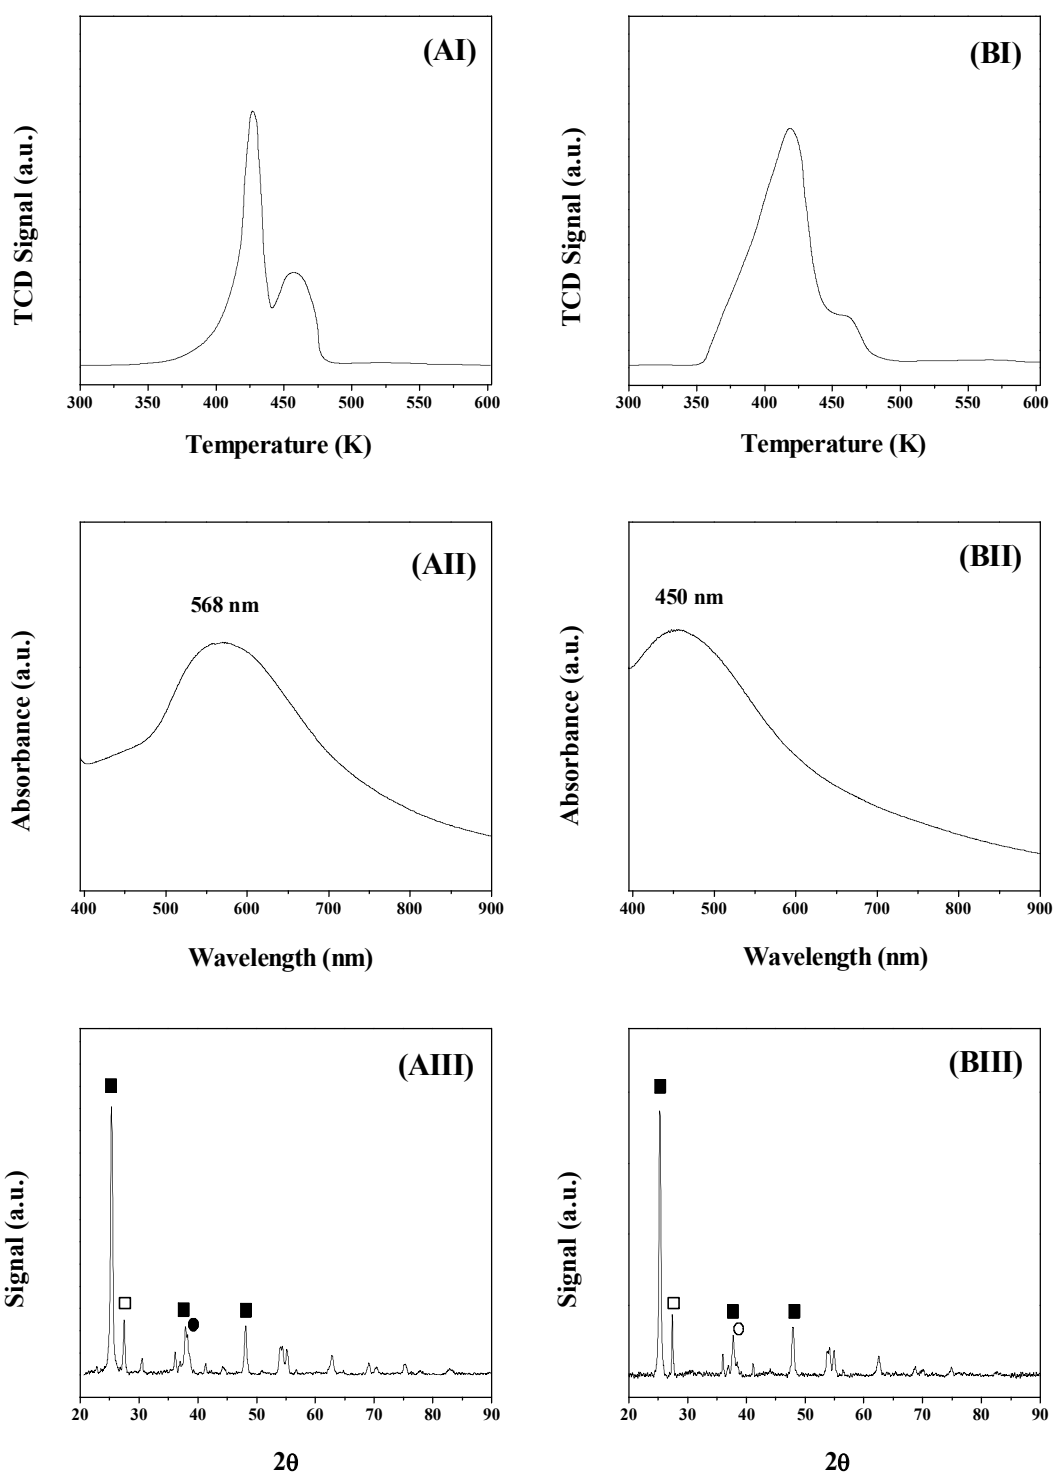 (AI)
TCD Signal (a.u.)
300 350 400 450 500 550 600
Temperature (K)
(BI)
TCD Signal (a.u.)
300 350 400 450 500 550 600
Temperature (K)
(AII)
568 nm
Absorbance (a.u.)
400 500 600 700 800 900
Wavelength (nm)
(BII)
450 nm
Absorbance (a.u.)
400 500 600 700 800 900
Wavelength (nm)
(AIII)
Signal (a.u.)
20 30 40 50 60 70 80 90
2θ
(BIII)
Signal (a.u.)
20 30 40 50 60 70 80 90
2θ